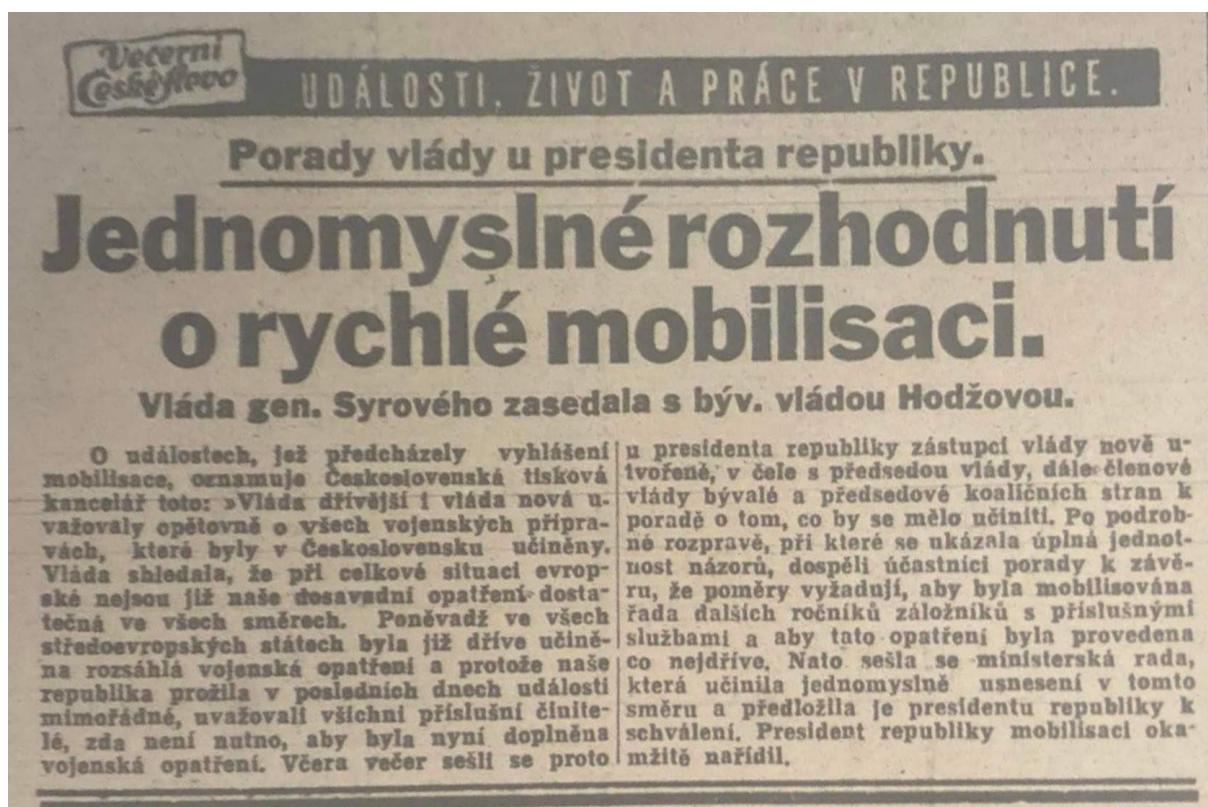 Večerní
České slovo
UDÁLOSTI, ŽIVOT A PRÁCE V REPUBLICE.
Porady vlády u presidenta republiky.
Jednomyslné rozhodnutí
o rychlé mobilisaci.
Vláda gen. Syrového zasedala s býv. vládou Hodžovou.
O událostech, jež předcházely vyhlášení
mobilisace, oznamuje Československá tisková
kancelář toto: »Vláda dřívější i vláda nová u-
važovaly opětovně o všech vojenských přípra-
vách, které byly v Československu učiněny.
Vláda shledala, že při celkové situaci evrop-
ské nejsou již naše dosavadní opatření dosta-
tečná ve všech směrech. Poněvadž ve všech
středoevropských státech byla již dříve učině-
na rozsáhlá vojenská opatření a protože naše
republika prožila v posledních dnech události
mimořádné, uvažovali všichni příslušní činite-
lé, zda není nutno, aby byla nyní doplněna
vojenská opatření. Včera večer sešli se proto
u presidenta republiky zástupci vlády nově u-
tvořené, v čele s předsedou vlády, dále členové
vlády bývalé a předsedové koaličních stran k
poradě o tom, co by se mělo učiniti. Po podrob-
né rozpravě, při které se ukázala úplná jednot-
nost názorů, dospěli účastníci porady k závě-
ru, že poměry vyžadují, aby byla mobilisována
řada dalších ročníků záložníků s příslušnými
službami a aby tato opatření byla provedena
co nejdříve. Nato sešla se ministerská rada,
která učinila jednomyslně usnesení v tomto
směru a předložila je presidentu republiky k
schválení. President republiky mobilisaci oka-
mžitě nařídil.